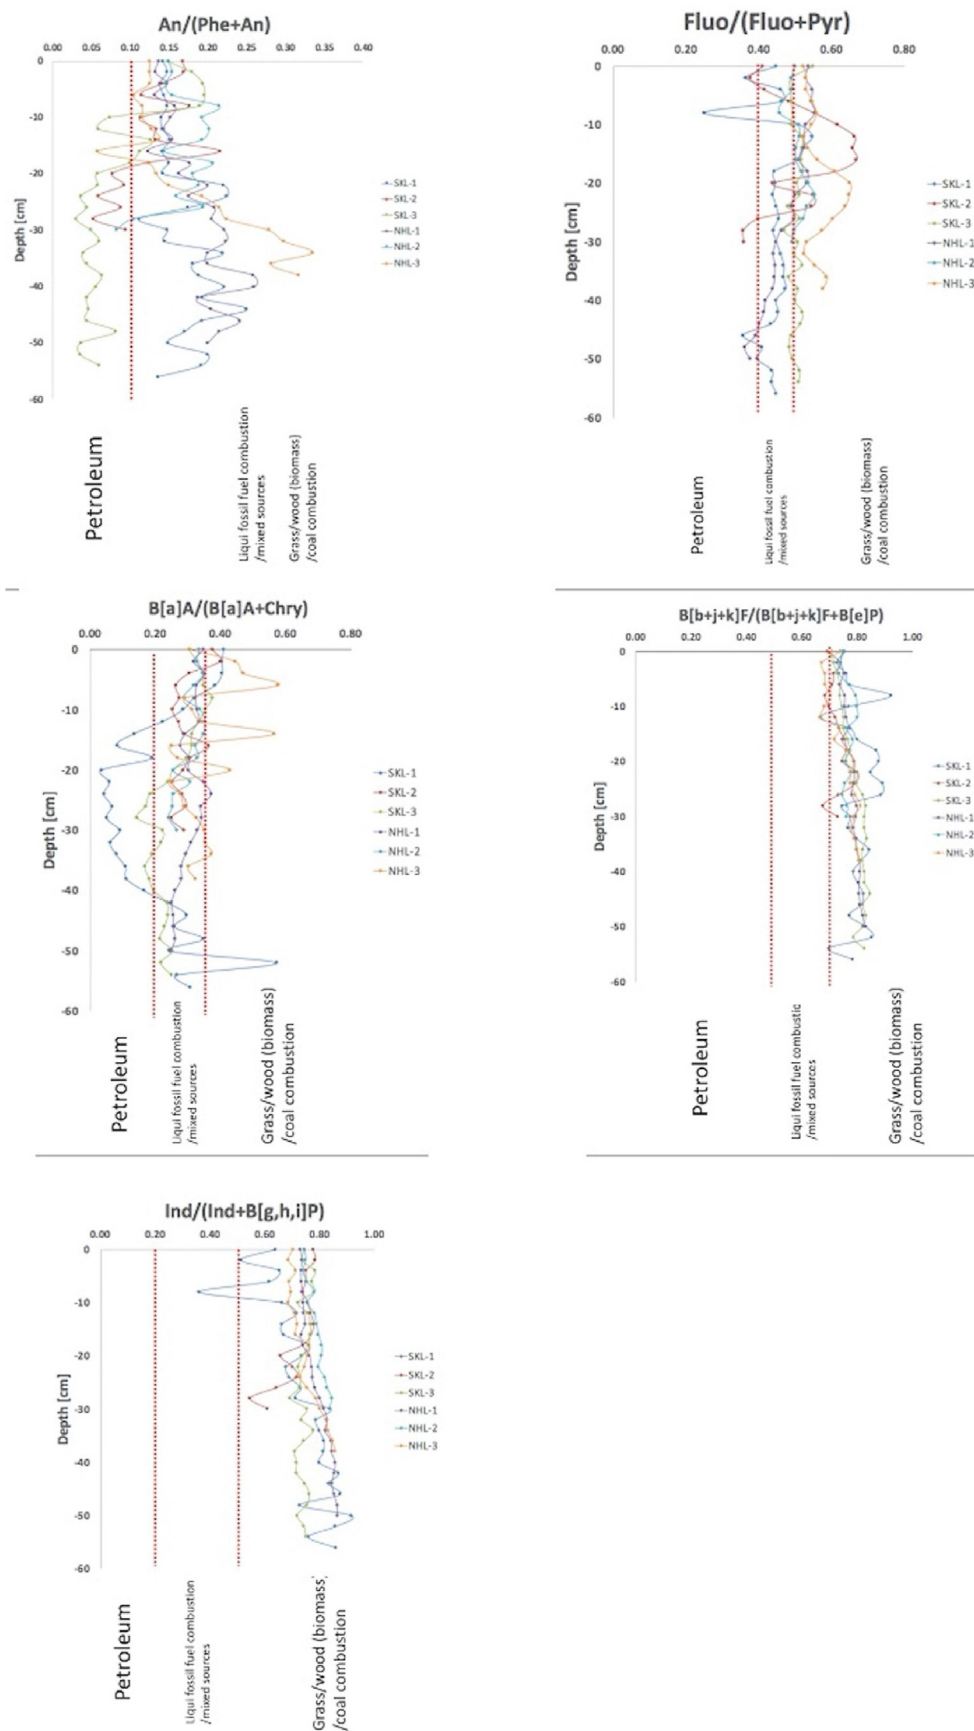 An/(Phe+An)
0.00 0.05 0.10 0.15 0.20 0.25 0.30 0.35 0.40
0
-10
-20
-30
-40
-50
-60
Depth [cm]
SKL-1
SKL-2
SKL-3
NHL-1
NHL-2
NHL-3
Petroleum
Liqui fossil fuel combustion
/mixed sources
Grass/wood (biomass)
/coal combustion
Fluo/(Fluo+Pyr)
0.00 0.20 0.40 0.60 0.80
0
-10
-20
-30
-40
-50
-60
Depth [cm]
SKL-1
SKL-2
SKL-3
NHL-1
NHL-2
NHL-3
Petroleum
Liqui fossil fuel combustion
/mixed sources
Grass/wood (biomass)
/coal combustion
B[a]A/(B[a]A+Chry)
0.00 0.20 0.40 0.60 0.80
0
-10
-20
-30
-40
-50
-60
Depth [cm]
SKL-1
SKL-2
SKL-3
NHL-1
NHL-2
NHL-3
Petroleum
Liqui fossil fuel combustion
/mixed sources
Grass/wood (biomass)
/coal combustion
B[b+j+k]F/(B[b+j+k]F+B[e]P)
0.00 0.20 0.40 0.60 0.80 1.00
0
-10
-20
-30
-40
-50
-60
Depth [cm]
SKL-1
SKL-2
SKL-3
NHL-1
NHL-2
NHL-3
Petroleum
Liqui fossil fuel combustic
/mixed sources
Grass/wood (biomass)
/coal combustion
Ind/(Ind+B[g,h,i]P)
0.00 0.20 0.40 0.60 0.80 1.00
0
-10
-20
-30
-40
-50
-60
Depth [cm]
SKL-1
SKL-2
SKL-3
NHL-1
NHL-2
NHL-3
Petroleum
Liqui fossil fuel combustion
/mixed sources
Grass/wood (biomass)
/coal combustion